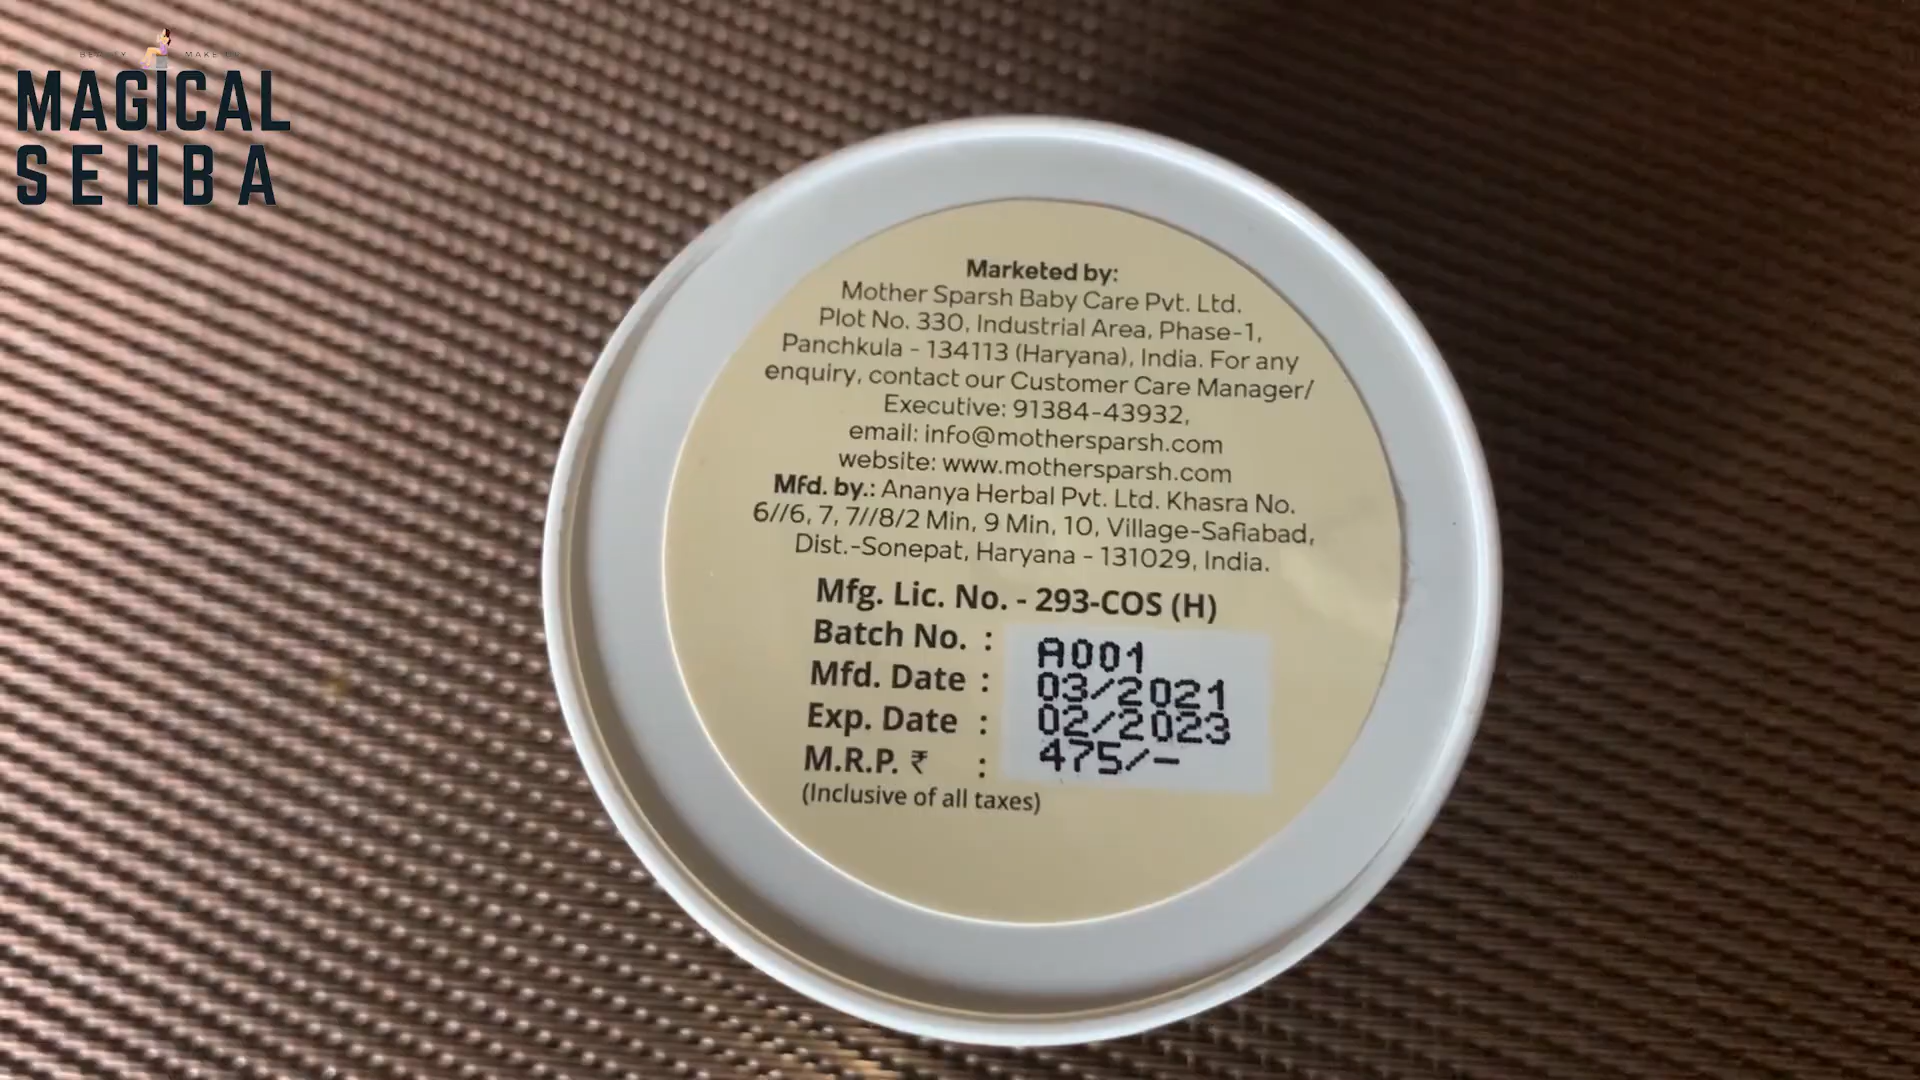 BEAUTY MAKE UP
MAGICAL
SEHBA
Marketed by:
Mother Sparsh Baby Care Pvt. Ltd.
Plot No. 330, Industrial Area, Phase-1,
Panchkula - 134113 (Haryana), India. For any
enquiry, contact our Customer Care Manager/
Executive: 91384-43932,
email: info@mothersparsh.com
website: www.mothersparsh.com
Mfd. by.: Ananya Herbal Pvt. Ltd. Khasra No.
6//6, 7, 7//8/2 Min, 9 Min, 10, Village-Safiabad,
Dist.-Sonepat, Haryana - 131029, India.
Mfg. Lic. No. - 293-COS (H)
Batch No. : A001
Mfd. Date : 03/2021
Exp. Date : 02/2023
M.R.P. ₹ : 475/-
(Inclusive of all taxes)